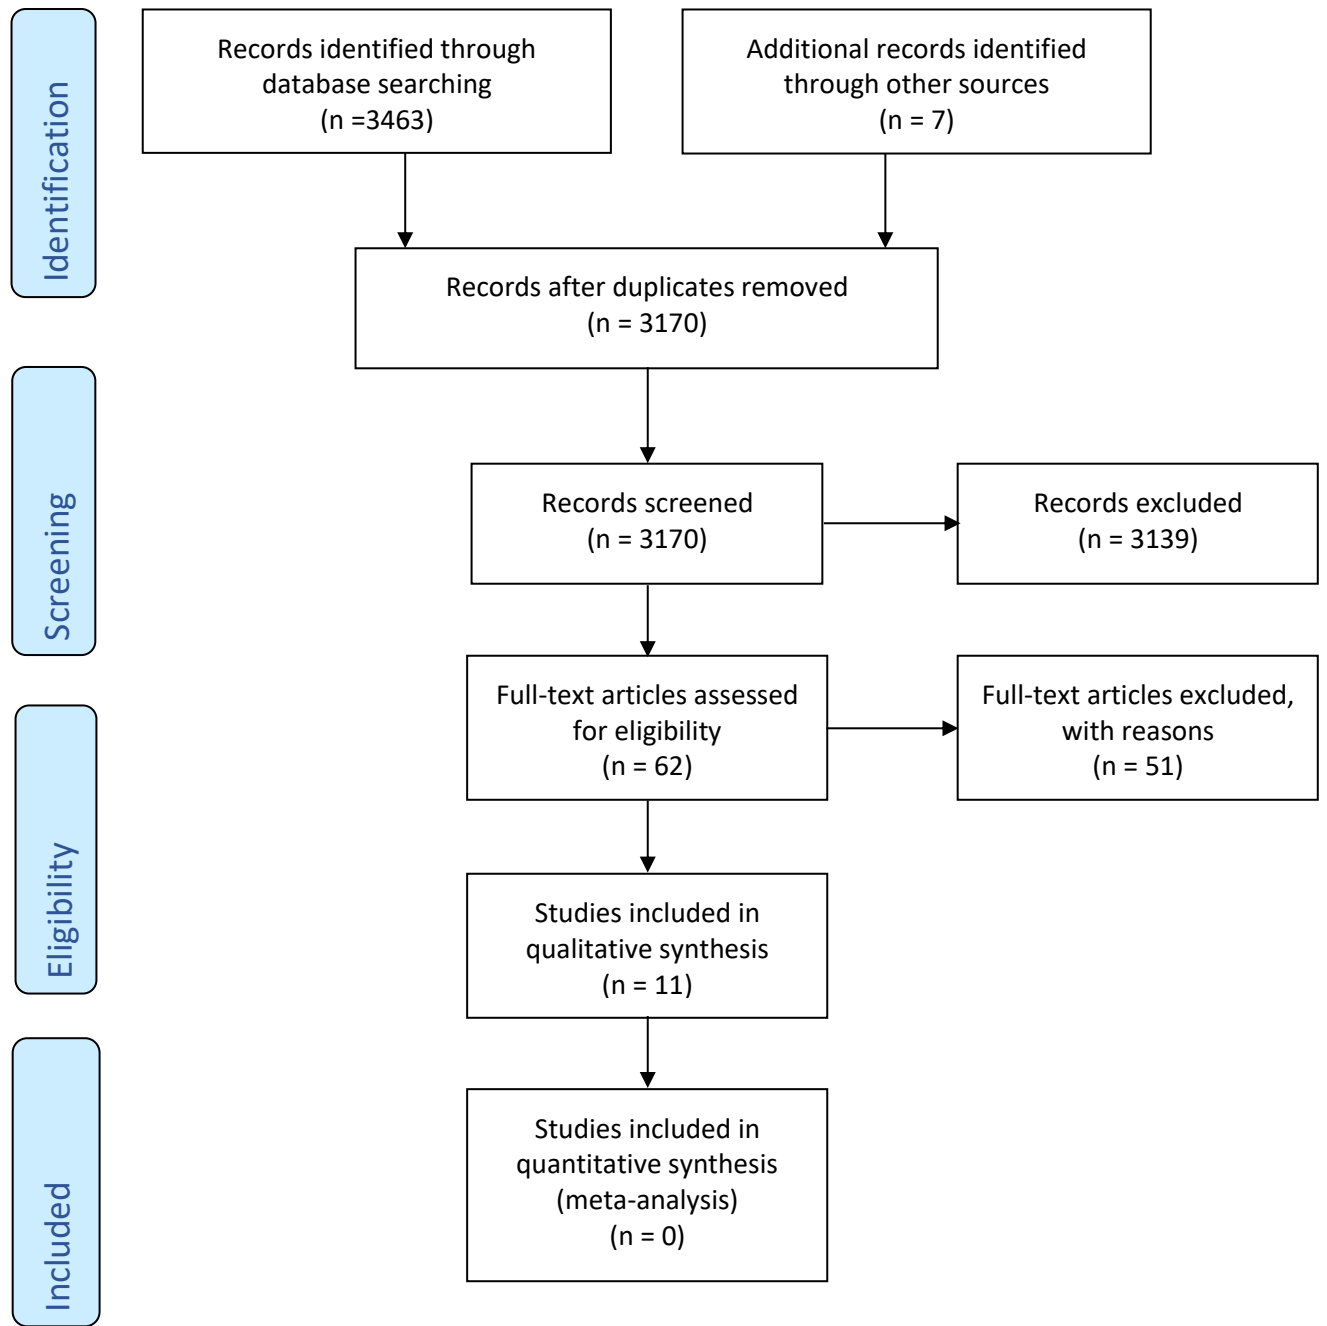 Identification
Records identified through
database searching
(n =3463)
Additional records identified
through other sources
(n = 7)
Records after duplicates removed
(n = 3170)
Screening
Records screened
(n = 3170)
Records excluded
(n = 3139)
Full-text articles assessed
for eligibility
(n = 62)
Full-text articles excluded,
with reasons
(n = 51)
Eligibility
Studies included in
qualitative synthesis
(n = 11)
Included
Studies included in
quantitative synthesis
(meta-analysis)
(n = 0)